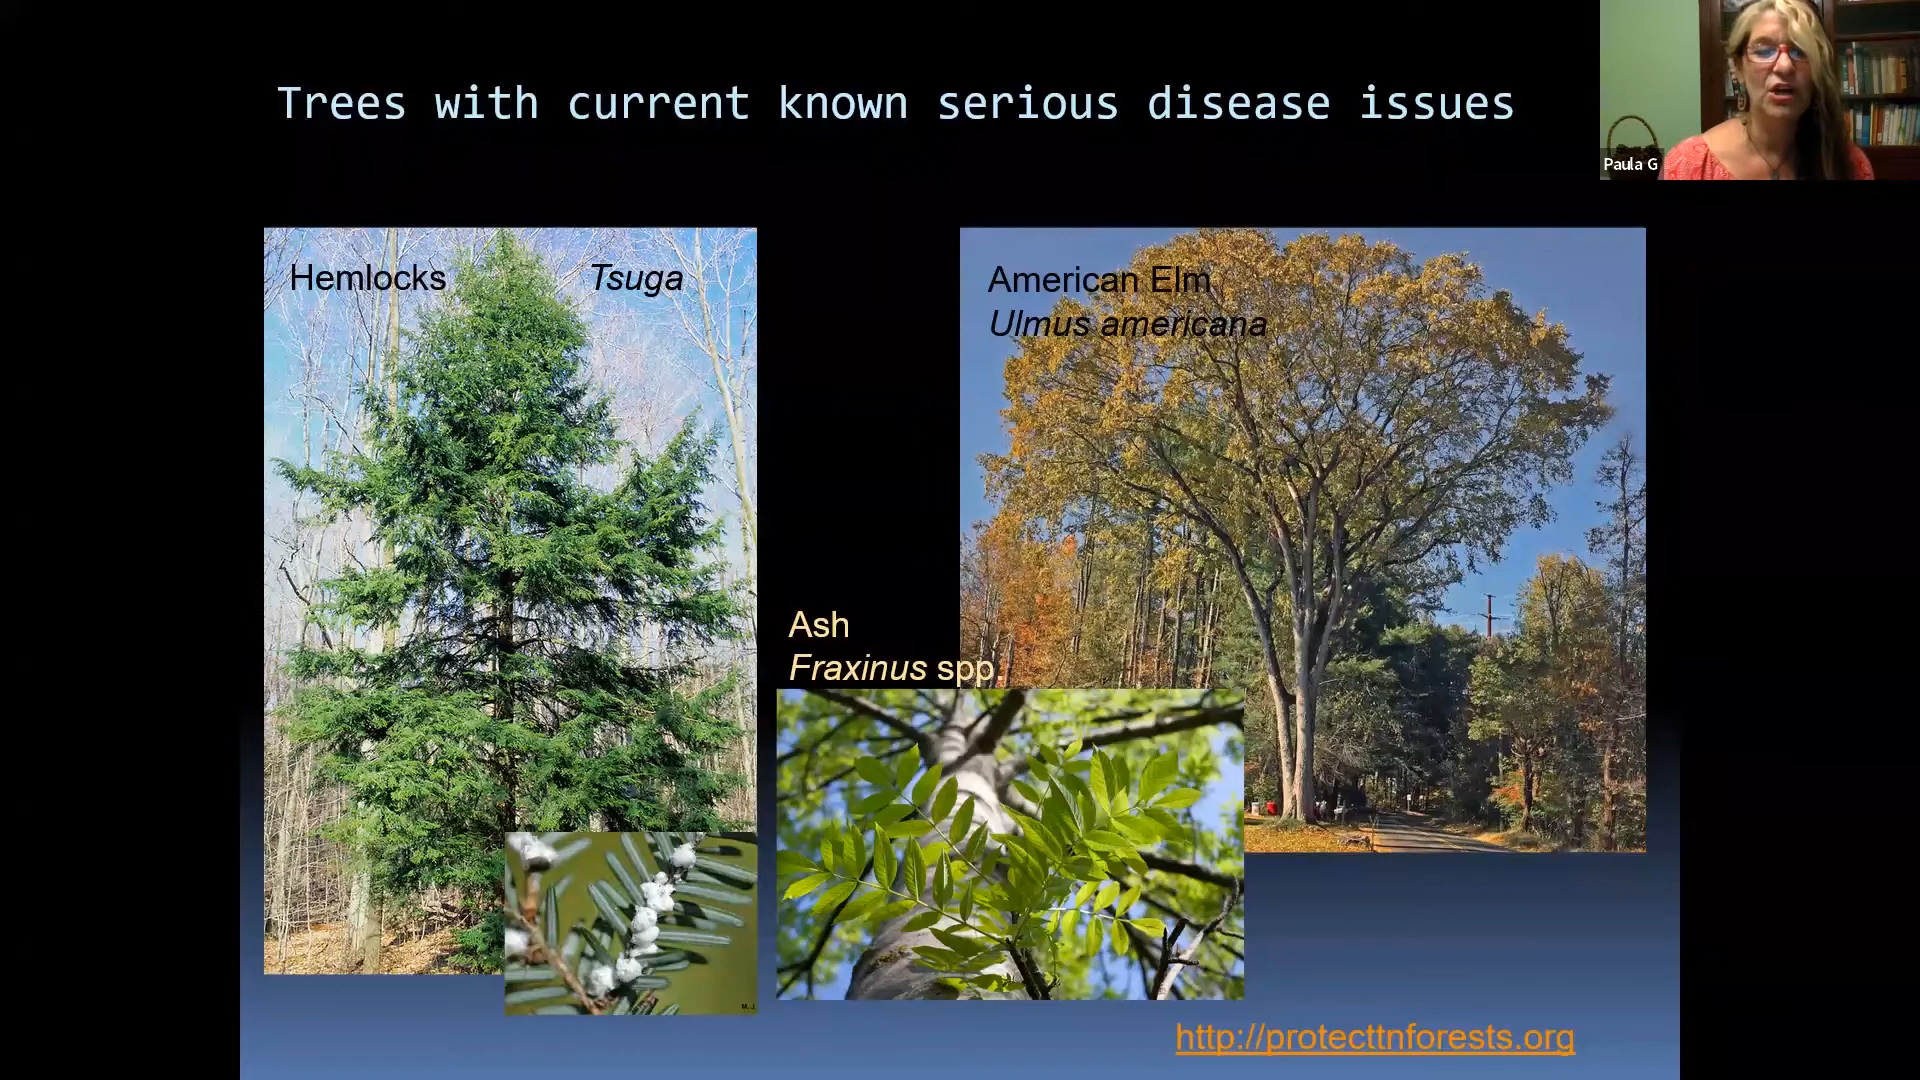 Trees with current known serious disease issues
Paula G
Hemlocks Tsuga
American Elm
Ulmus americana
Ash
Fraxinus spp.
M. J.
http://protecttnforests.org